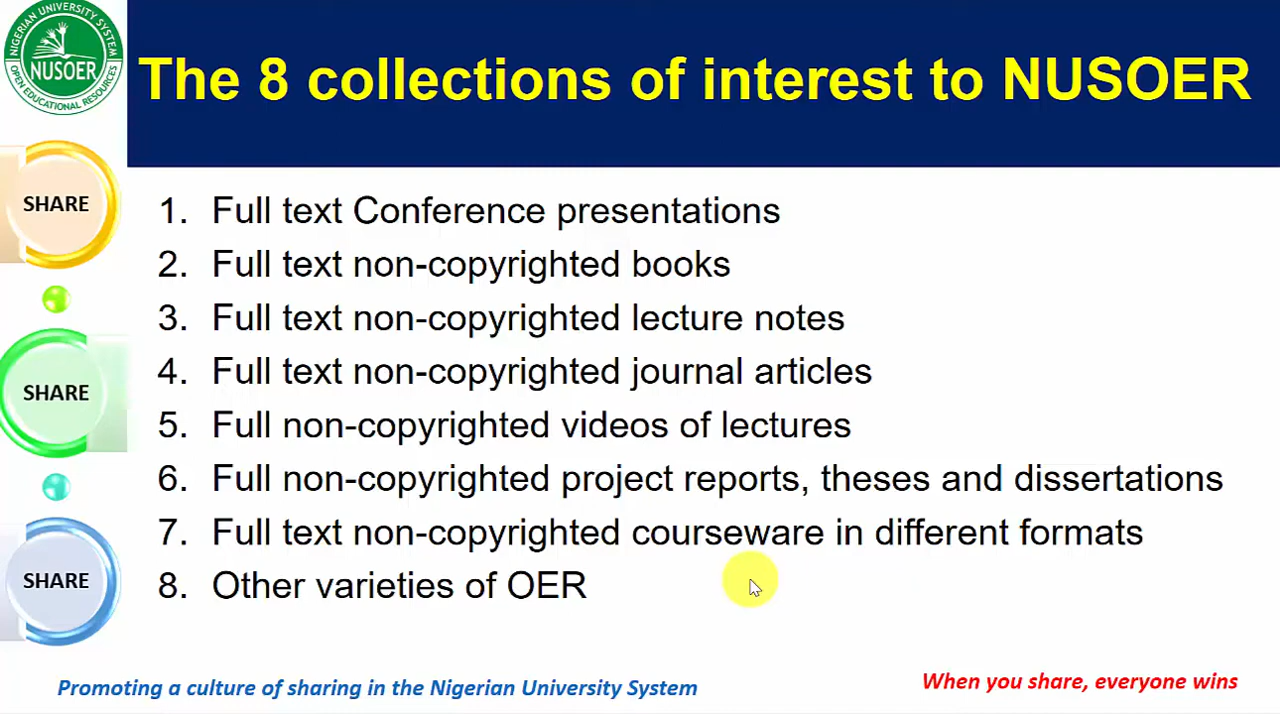 NIGERIAN UNIVERSITY SYSTEM
NUSOER
OPEN EDUCATIONAL RESOURCES
The 8 collections of interest to NUSOER
SHARE
SHARE
SHARE
1. Full text Conference presentations
2. Full text non-copyrighted books
3. Full text non-copyrighted lecture notes
4. Full text non-copyrighted journal articles
5. Full non-copyrighted videos of lectures
6. Full non-copyrighted project reports, theses and dissertations
7. Full text non-copyrighted courseware in different formats
8. Other varieties of OER
Promoting a culture of sharing in the Nigerian University System
When you share, everyone wins